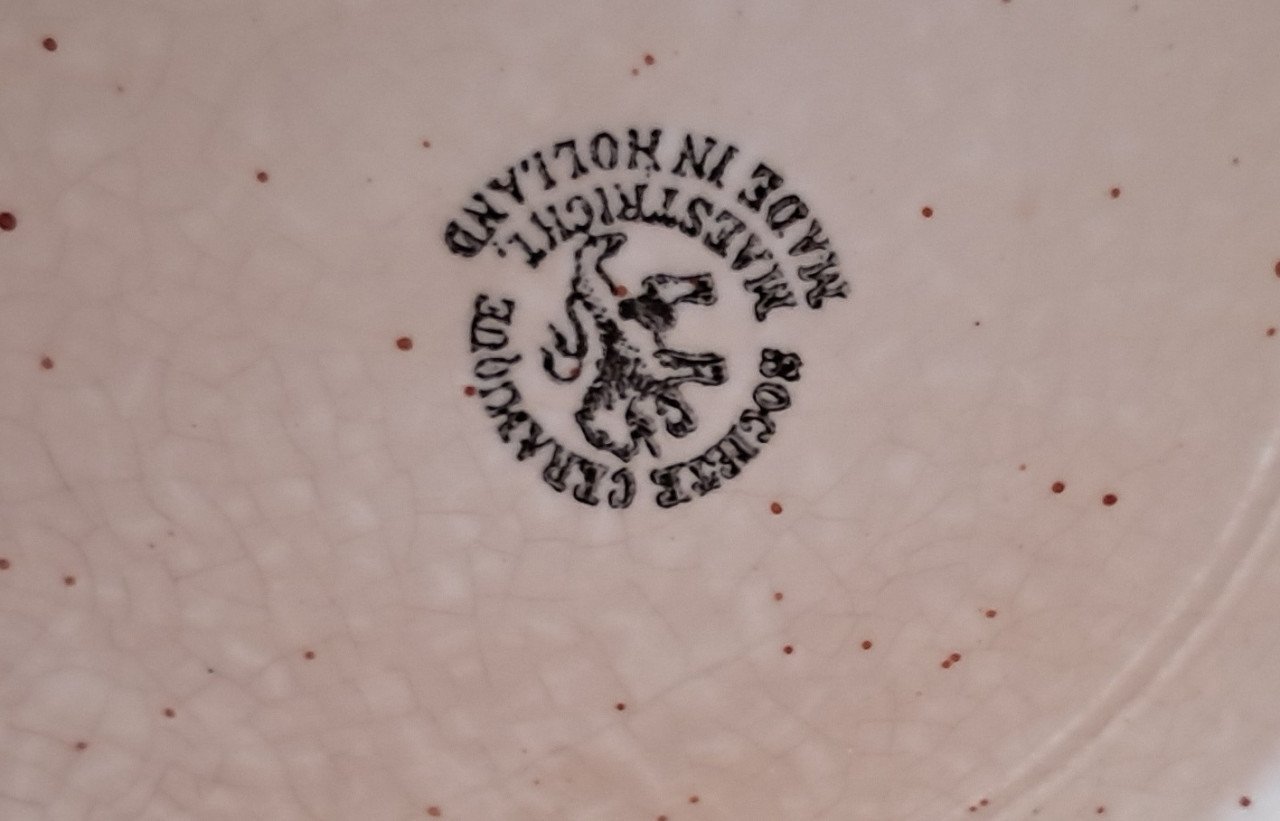 SOCIETE CERAMIQUE
MAESTRICHT.
MADE IN HOLLAND